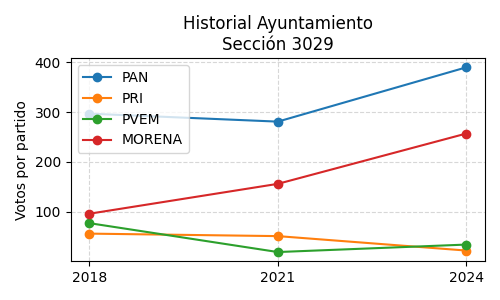 Historial Ayuntamiento
Sección 3029
Votos por partido
400
300
200
100
PAN
PRI
PVEM
MORENA
2018
2021
2024